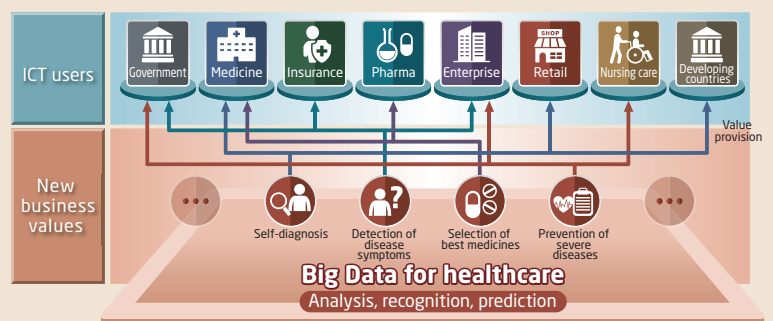 SHOP
Government
Medicine
Insurance
Pharma
Enterprise
Retail
Nursing care
Developing
countries
ICT users
Value
provision
New
business
values
?
Self-diagnosis
Detection of
disease
symptoms
Selection of
best medicines
Prevention of
severe
diseases
Big Data for healthcare
Analysis, recognition, prediction